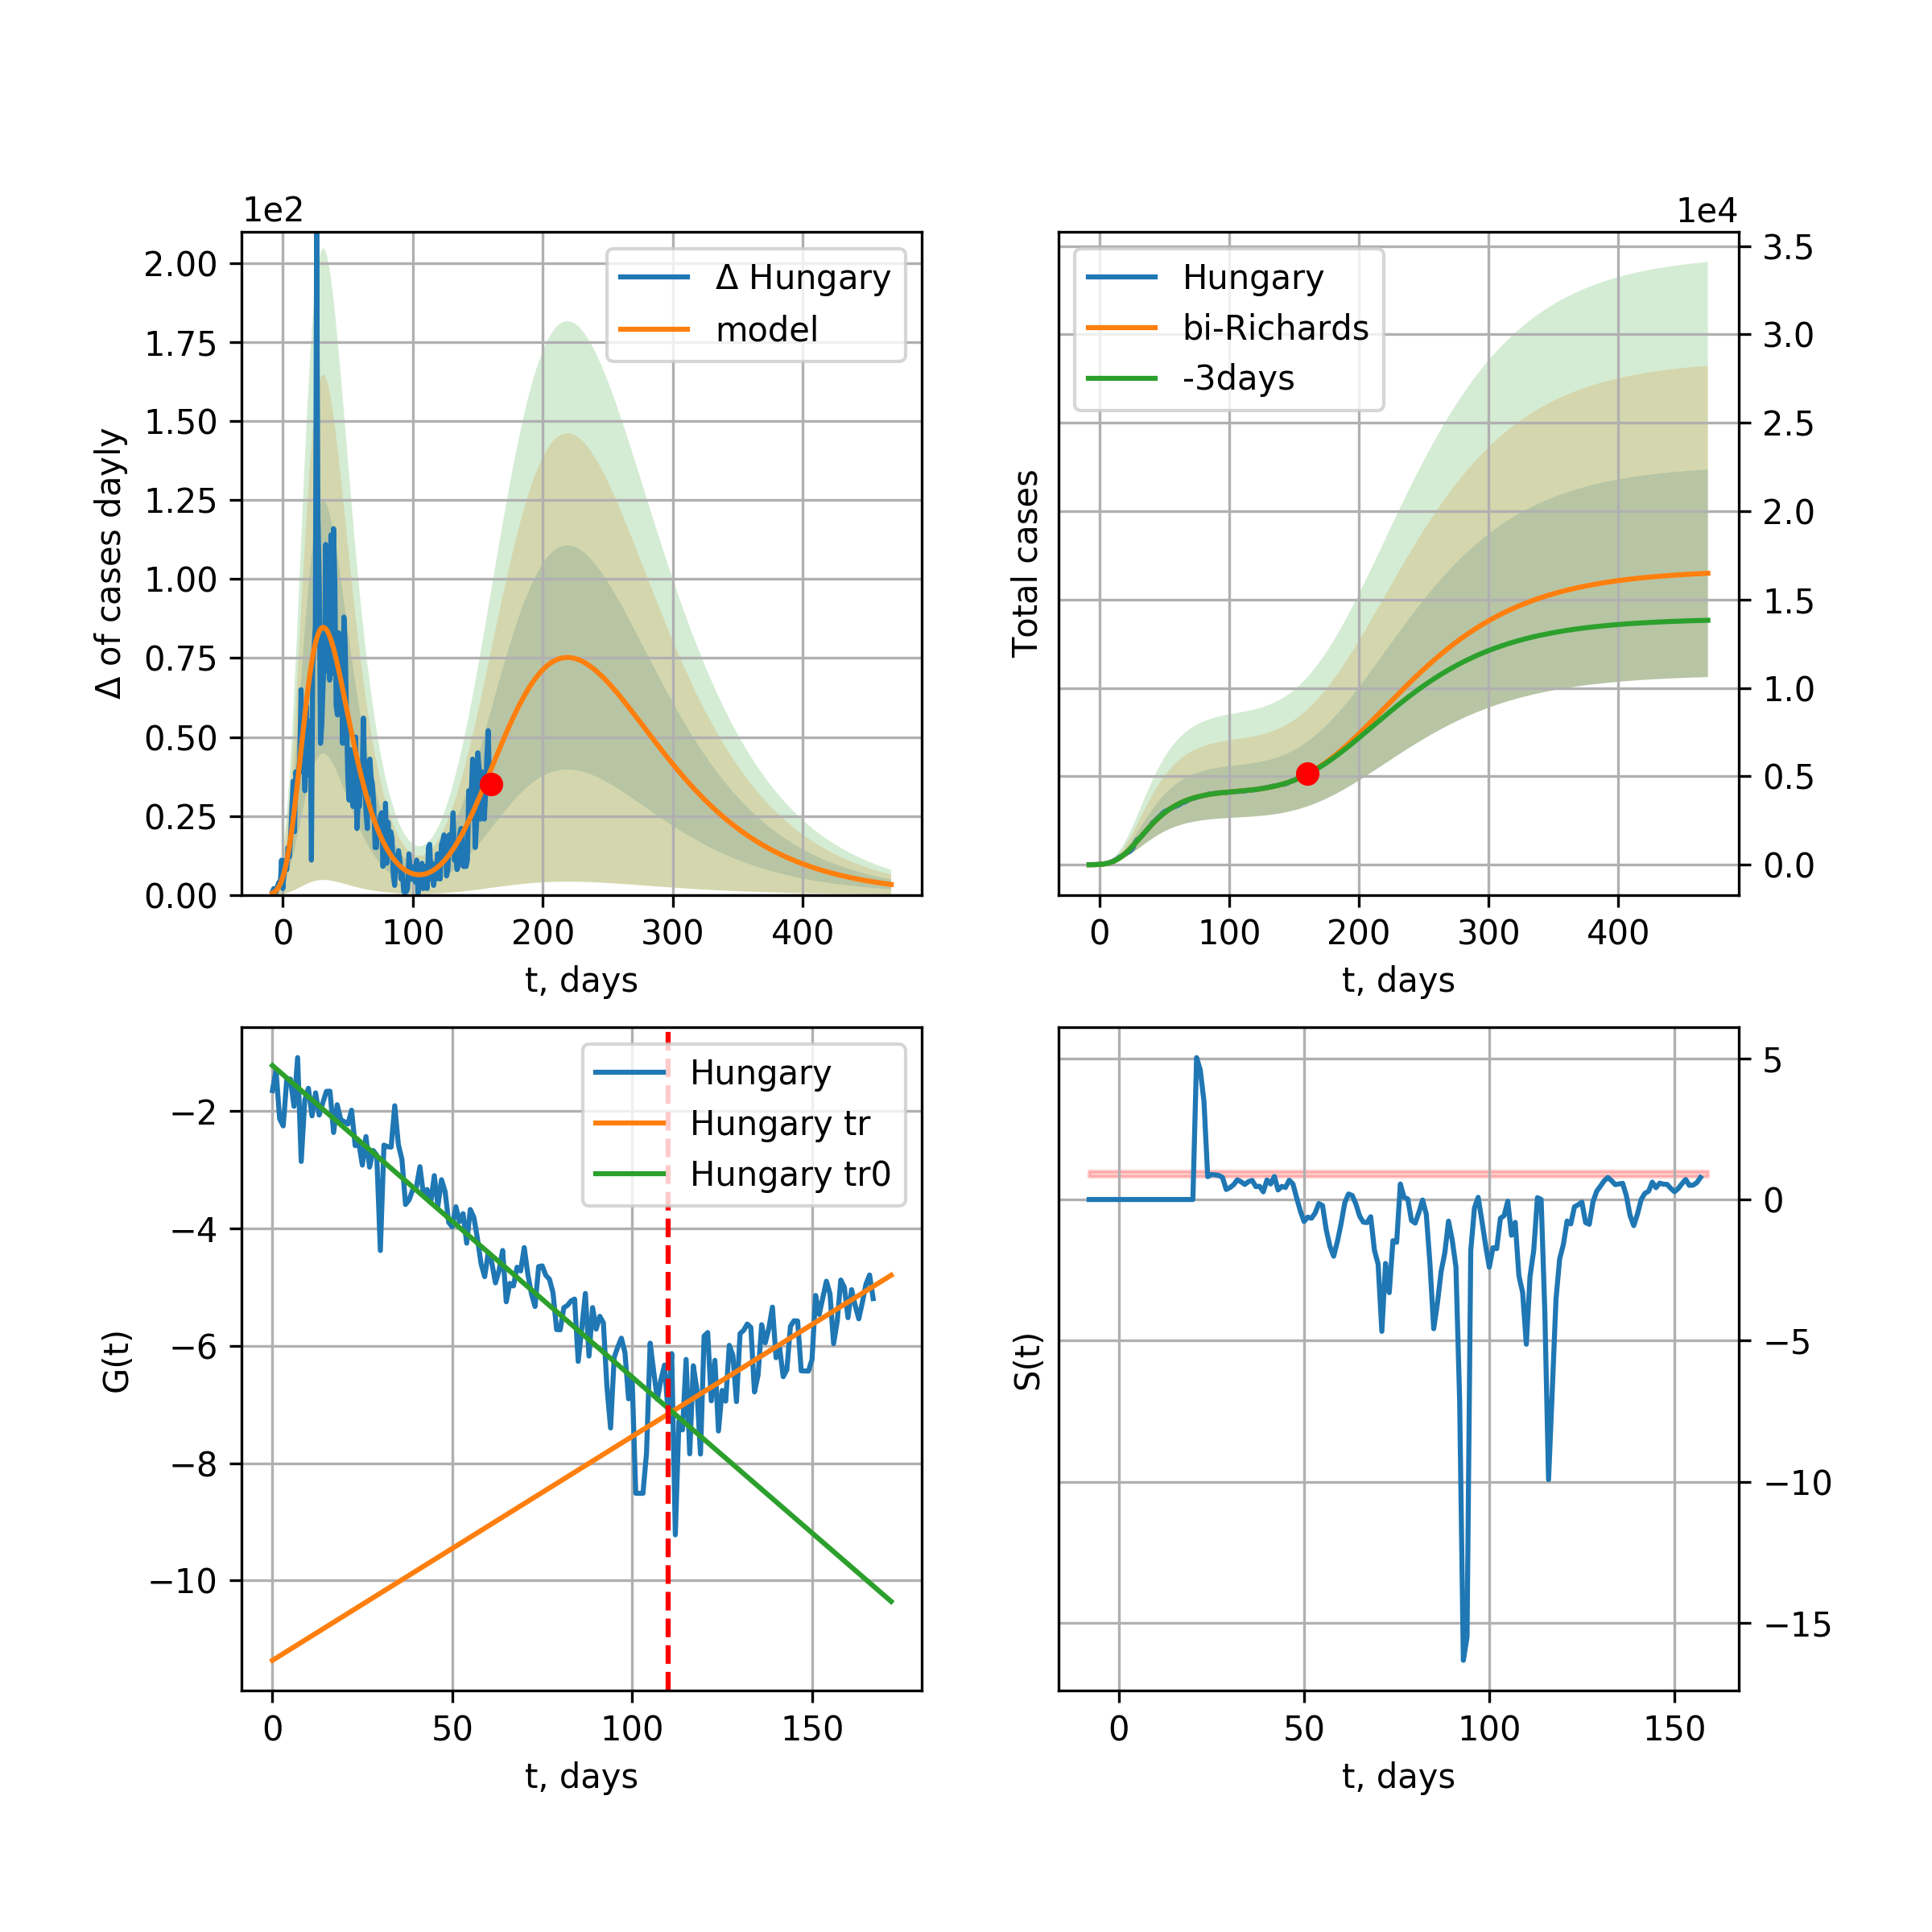 1e2
2.00
1.75
1.50
1.25
1.00
0.75
0.50
0.25
0.00
Δ of cases dayly
Δ Hungary
model
0 100 200 300 400
t, days
1e4
3.5
3.0
2.5
2.0
1.5
1.0
0.5
0.0
Total cases
Hungary
bi-Richards
-3days
0 100 200 300 400
t, days
−2
−4
−6
−8
−10
G(t)
Hungary
Hungary tr
Hungary tr0
0 50 100 150
t, days
5
0
−5
−10
−15
S(t)
0 50 100 150
t, days